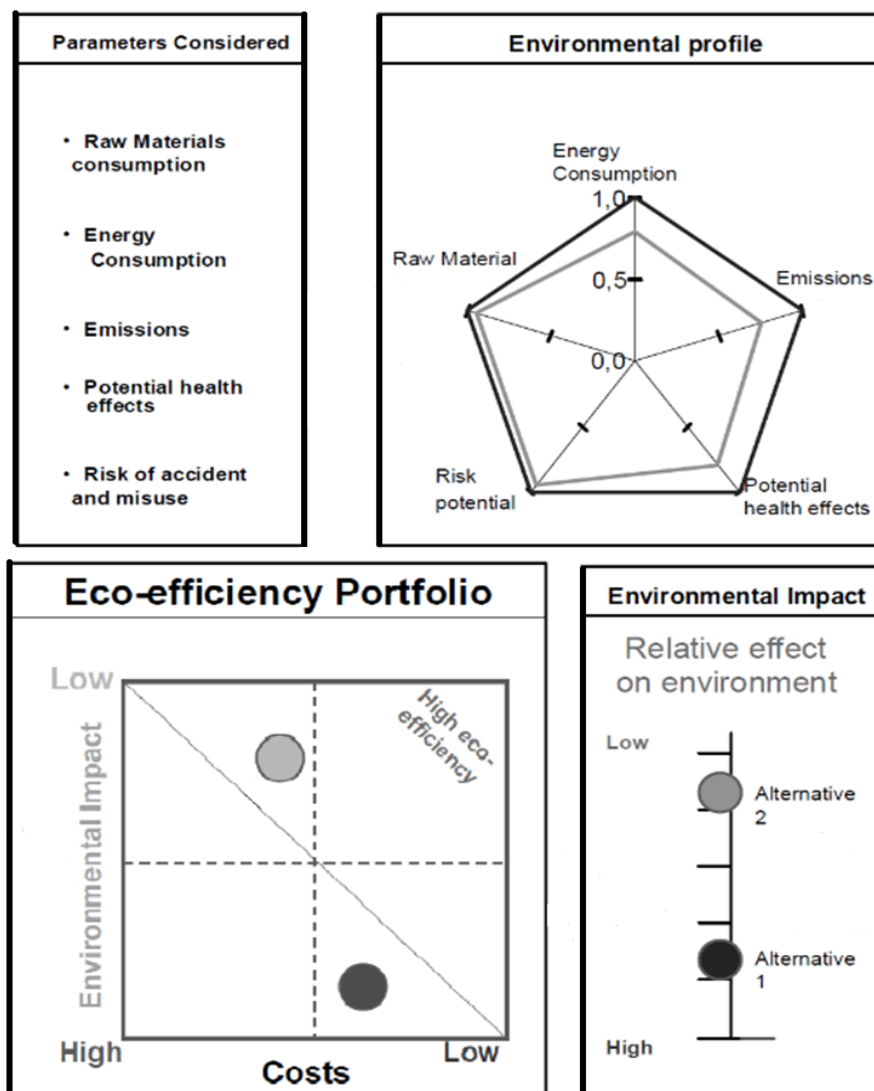 Parameters Considered
• Raw Materials
consumption
• Energy
Consumption
• Emissions
• Potential health
effects
• Risk of accident
and misuse
Environmental profile
Energy
Consumption
1,0
Raw Material
0,5
Emissions
0,0
Risk
potential
Potential
health effects
Eco-efficiency Portfolio
Low
High eco-
efficiency
Environmental Impact
High
Low
Costs
Environmental Impact
Relative effect
on environment
Low
Alternative
2
Alternative
1
High